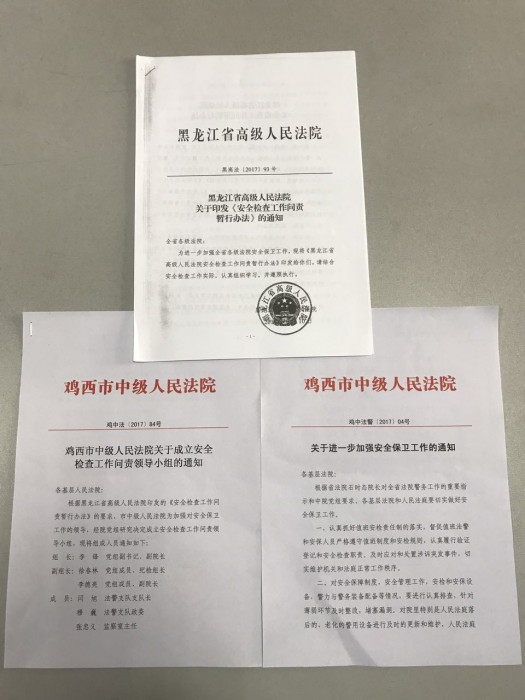 黑龙江省高级人民法院
黑高法〔2017〕93号
黑龙江省高级人民法院
关于印发《安全检查工作问责
暂行办法》的通知
全省各级法院：
为进一步加强全省各级法院安全保卫工作，现将《黑龙江省
高级人民法院安全检查工作问责暂行办法》印发给你们，请结合
安全检查工作实际，认真组织学习，并遵照执行。
黑龙江省高级人民法院
- 1 -
鸡西市中级人民法院
鸡中法〔2017〕84号
鸡西市中级人民法院关于成立安全
检查工作问责领导小组的通知
各基层人民法院：
根据黑龙江省高级人民法院印发的《安全检查工作问
责暂行办法》的要求，市中级人民法院为加强对安全保卫
工作的领导，经院党组研究决定成立安全检查工作问责领
导小组，现将组成人员通知如下：
组 长：李 锋 党组副书记、副院长
副组长：徐春林 党组成员、纪检组长
李德英 党组成员、副院长
成 员：闫 旭 法警支队支队长
穆 巍 法警支队政委
张忠义 监察室主任
鸡西市中级人民法院
鸡中法警〔2017〕04号
关于进一步加强安全保卫工作的通知
各基层法院：
根据省法院石时态院长对全省法院警务工作的重要指
示和中院党组要求，各基层法院和人民法庭要切实做好安
全保卫工作。
一、认真抓好值班安检责任制的落实，督促值班法警
和安保人员严格遵守值班制度和安检规则，认真履行验证
登记和安全检查职责，及时应对和处置涉诉突发事件，切
实维护机关和法庭正常工作秩序。
二、对安全保障制度，安全管理工作，安检和安保设
备，警力与警务装备配备等情况，要进行认真排查，针对
薄弱环节及时整改，堵塞漏洞，对院里特别是人民法庭落
后的、老化的警用设备进行及时的更新和维护，人民法庭